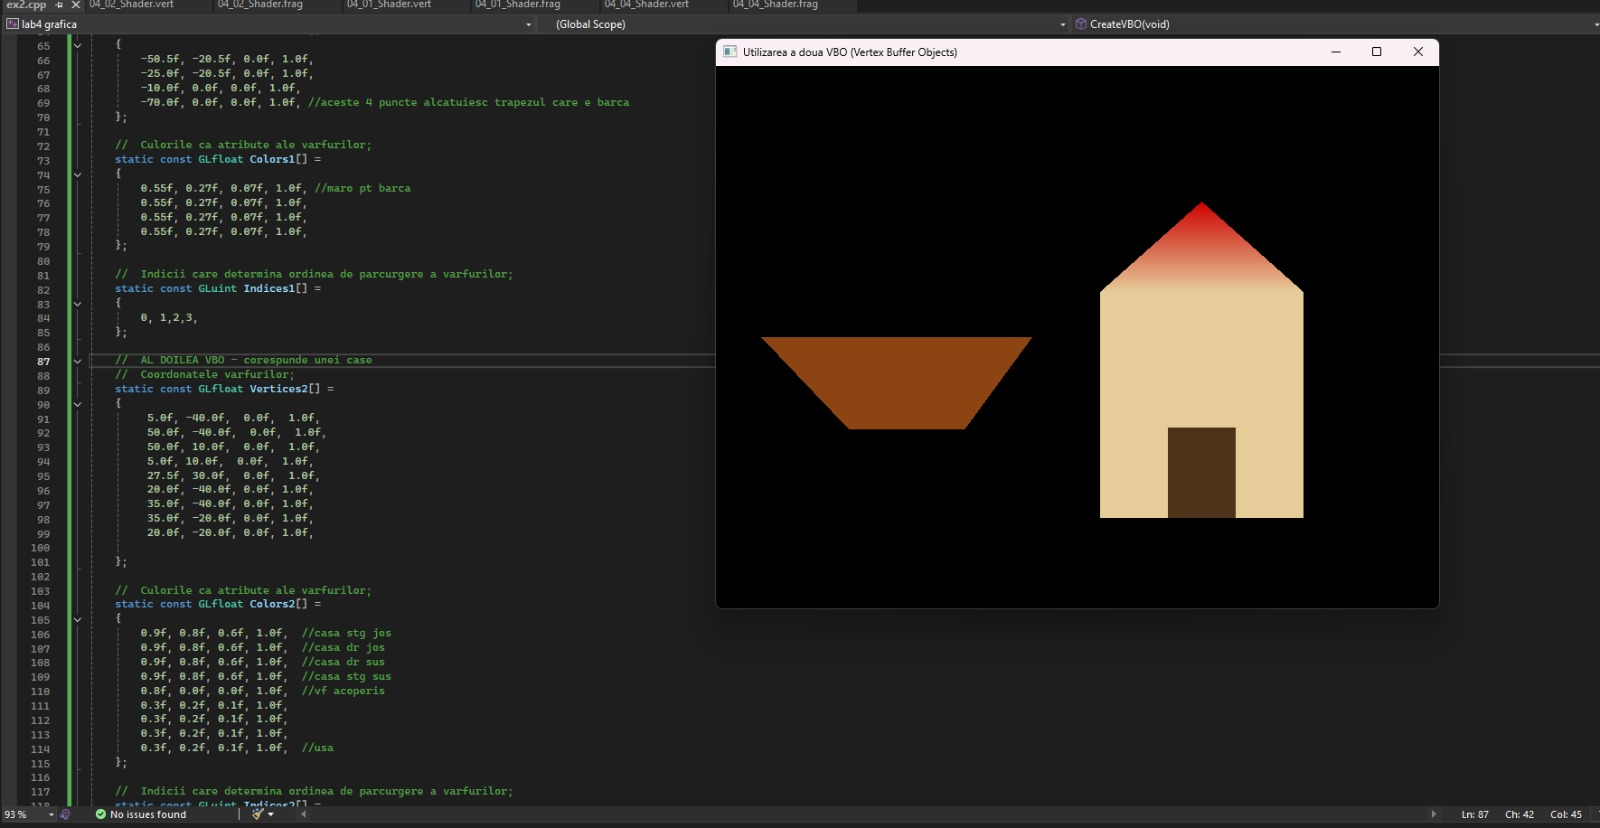 ex2.cpp 04_02_Shader.vert 04_02_Shader.frag 04_01_Shader.vert 04_01_Shader.frag 04_04_Shader.vert 04_04_Shader.frag
lab4 grafica (Global Scope) CreateVBO(void)
Utilizarea a doua VBO (Vertex Buffer Objects)
65 {
66 -50.5f, -20.5f, 0.0f, 1.0f,
67 -25.0f, -20.5f, 0.0f, 1.0f,
68 -10.0f, 0.0f, 0.0f, 1.0f,
69 -70.0f, 0.0f, 0.0f, 1.0f, //aceste 4 puncte alcatuiesc trapezul care e barca
70 };
71
72 // Culorile ca atribute ale varfurilor;
73 static const GLfloat Colors1[] =
74 {
75 0.55f, 0.27f, 0.07f, 1.0f, //maro pt barca
76 0.55f, 0.27f, 0.07f, 1.0f,
77 0.55f, 0.27f, 0.07f, 1.0f,
78 0.55f, 0.27f, 0.07f, 1.0f,
79 };
80
81 // Indicii care determina ordinea de parcurgere a varfurilor;
82 static const GLuint Indices1[] =
83 {
84 0, 1,2,3,
85 };
86
87 // AL DOILEA VBO - corespunde unei case
88 // Coordonatele varfurilor;
89 static const GLfloat Vertices2[] =
90 {
91 5.0f, -40.0f, 0.0f, 1.0f,
92 50.0f, -40.0f, 0.0f, 1.0f,
93 50.0f, 10.0f, 0.0f, 1.0f,
94 5.0f, 10.0f, 0.0f, 1.0f,
95 27.5f, 30.0f, 0.0f, 1.0f,
96 20.0f, -40.0f, 0.0f, 1.0f,
97 35.0f, -40.0f, 0.0f, 1.0f,
98 35.0f, -20.0f, 0.0f, 1.0f,
99 20.0f, -20.0f, 0.0f, 1.0f,
100
101 };
102
103 // Culorile ca atribute ale varfurilor;
104 static const GLfloat Colors2[] =
105 {
106 0.9f, 0.8f, 0.6f, 1.0f, //casa stg jos
107 0.9f, 0.8f, 0.6f, 1.0f, //casa dr jos
108 0.9f, 0.8f, 0.6f, 1.0f, //casa dr sus
109 0.9f, 0.8f, 0.6f, 1.0f, //casa stg sus
110 0.8f, 0.0f, 0.0f, 1.0f, //vf acoperis
111 0.3f, 0.2f, 0.1f, 1.0f,
112 0.3f, 0.2f, 0.1f, 1.0f,
113 0.3f, 0.2f, 0.1f, 1.0f,
114 0.3f, 0.2f, 0.1f, 1.0f, //usa
115 };
116
117 // Indicii care determina ordinea de parcurgere a varfurilor;
118 static const GLuint Indices2[] =
93 % No issues found Ln: 87 Ch: 42 Col: 45